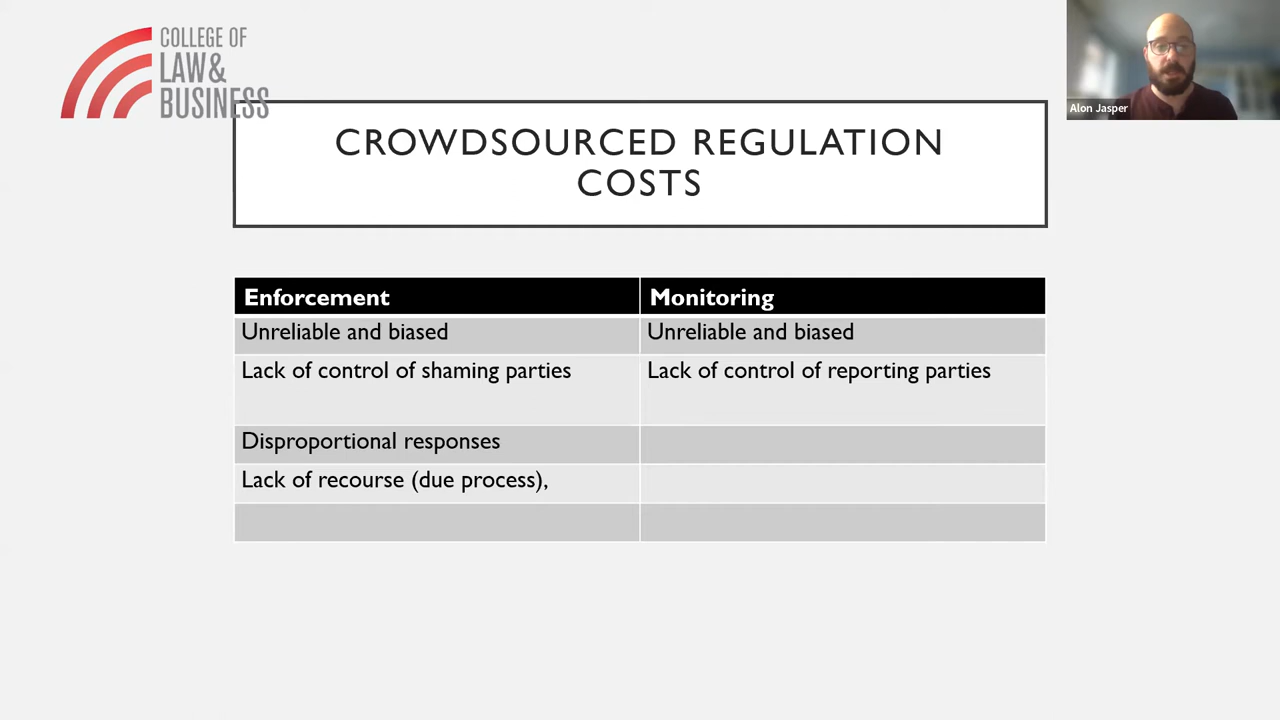 COLLEGE OF
LAW&
BUSINESS
Alon Jasper
CROWDSOURCED REGULATION
COSTS
Enforcement
Monitoring
Unreliable and biased
Unreliable and biased
Lack of control of shaming parties
Lack of control of reporting parties
Disproportional responses
Lack of recourse (due process),